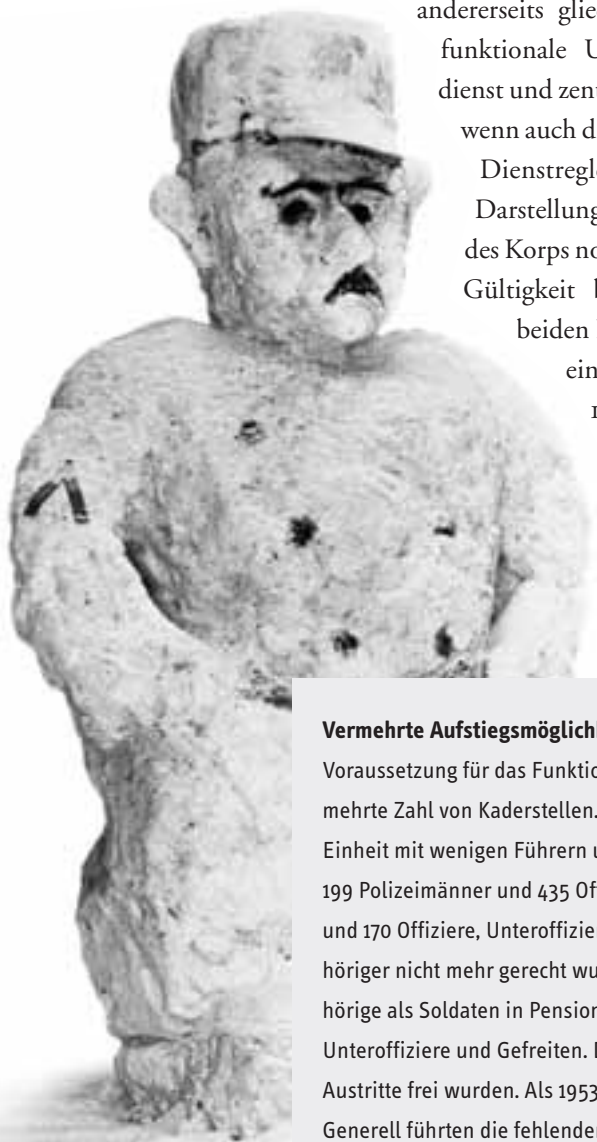 andererseits glie
funktionale U
dienst und zent
wenn auch d
Dienstregle
Darstellung
des Korps no
Gültigkeit b
beiden
ein
Vermehrte Aufstiegsmöglich
Voraussetzung für das Funktio
mehrte Zahl von Kaderstellen.
Einheit mit wenigen Führern u
199 Polizeimänner und 435 Of
und 170 Offiziere, Unteroffizie
höriger nicht mehr gerecht wu
hörige als Soldaten in Pension
Unteroffiziere und Gefreiten.
Austritte frei wurden. Als 1953
Generell führten die fehlende